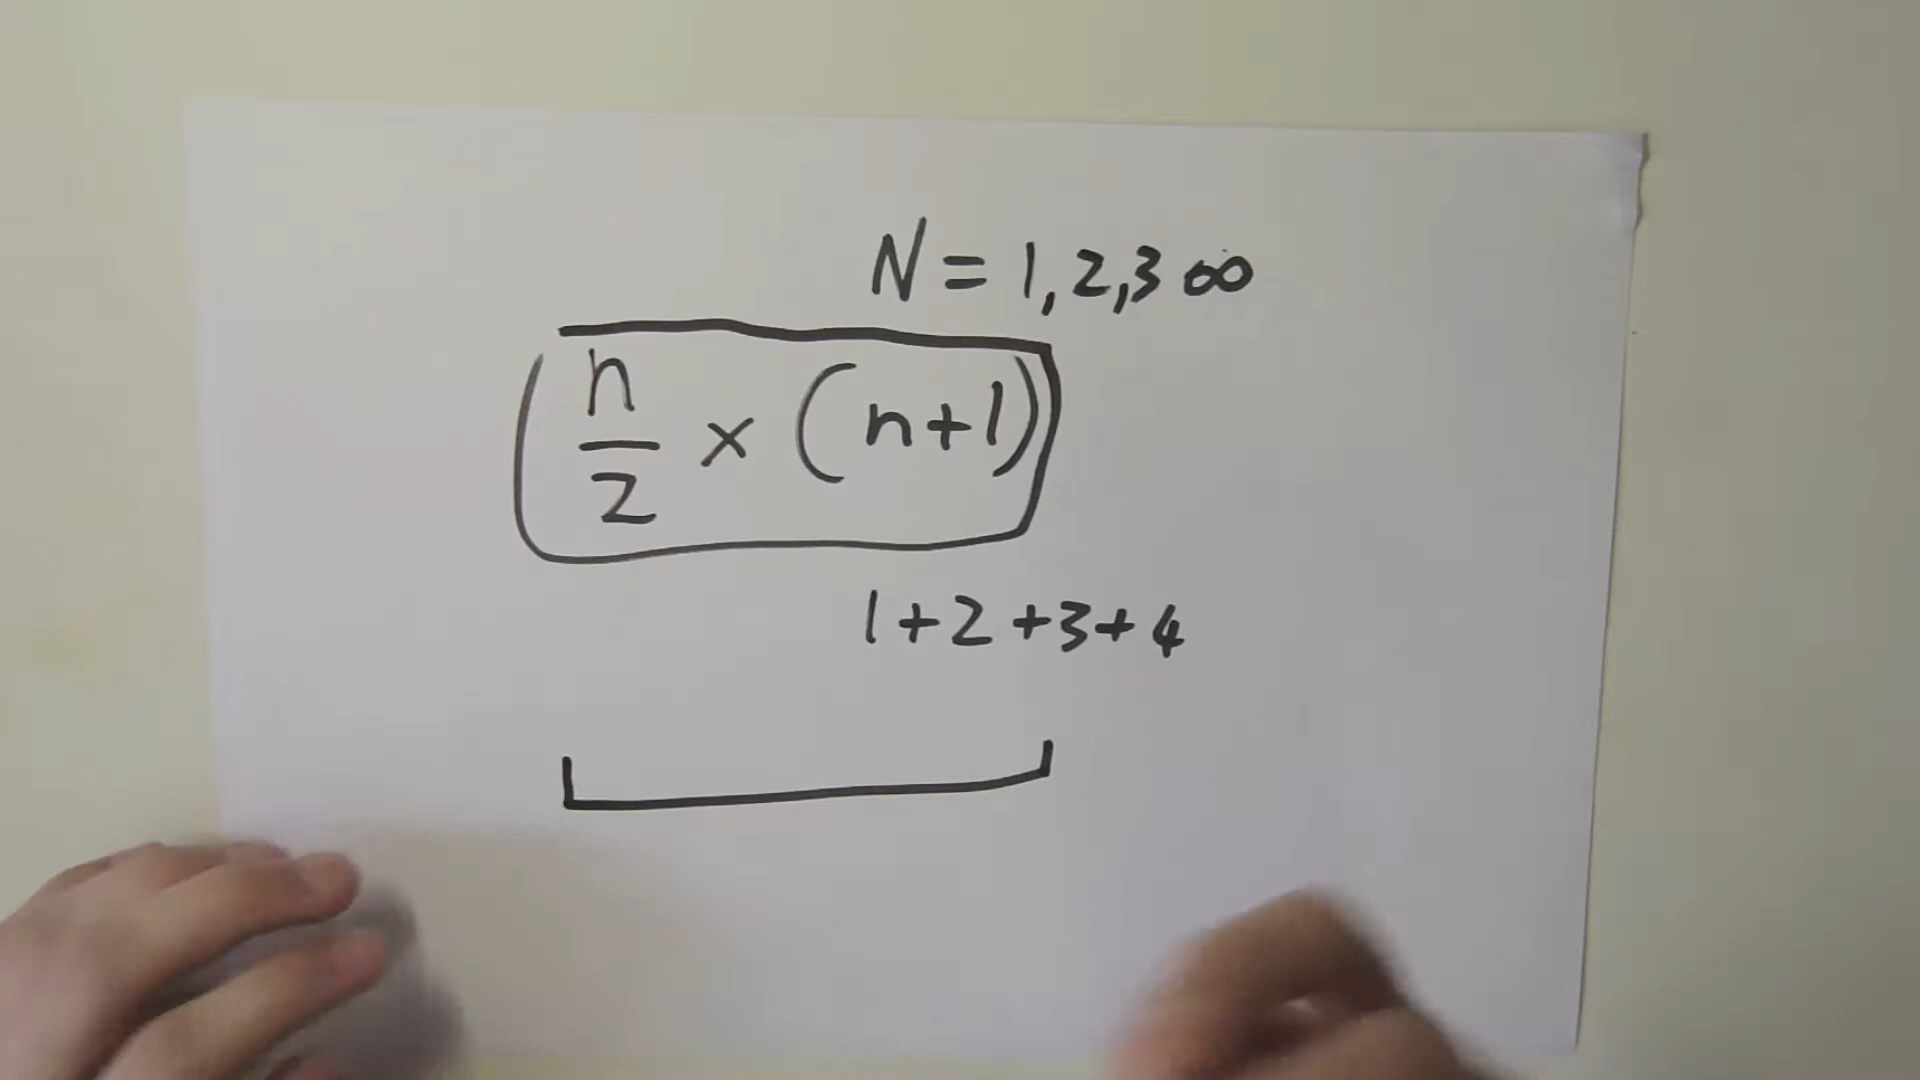 N = 1,2,3 ∞
n/2 × (n+1)
1+2+3+4